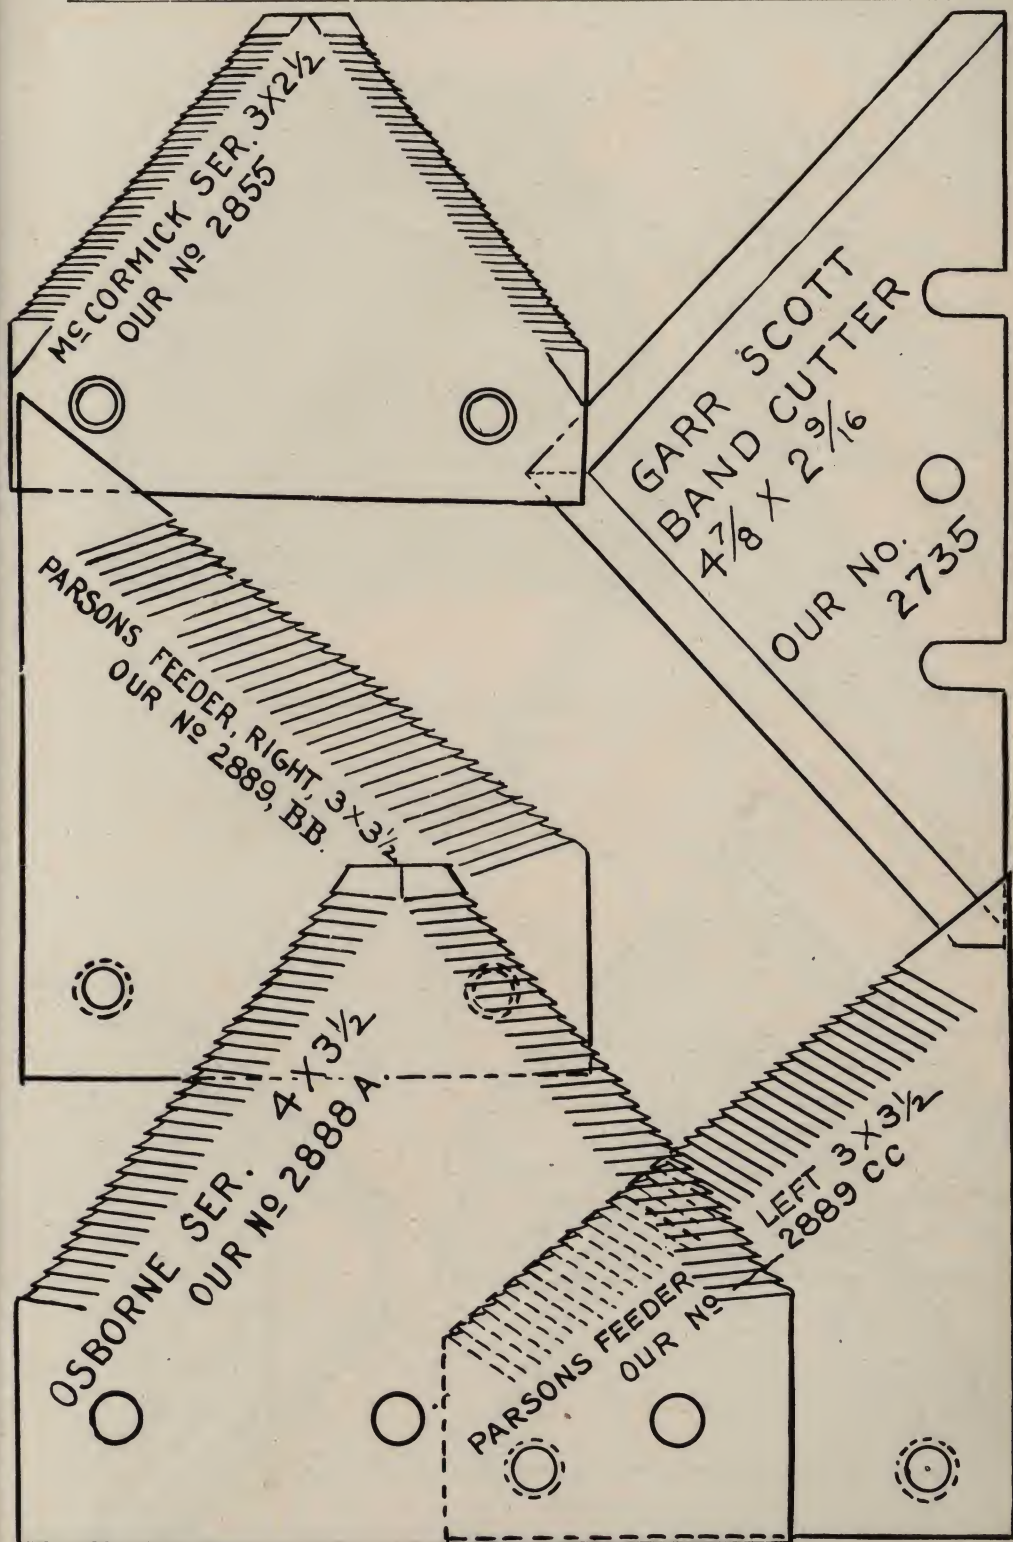 McCORMICK SER. 3X2½
OUR Nº 2855
GARR SCOTT
BAND CUTTER
4⅞ X 2 9/16
OUR NO.
2735
PARSONS FEEDER, RIGHT, 3X3½
OUR Nº 2889, BB.
OSBORNE SER. 4X3½
OUR Nº 2888 A
PARSONS FEEDER LEFT 3X3½
OUR Nº 2889 CC